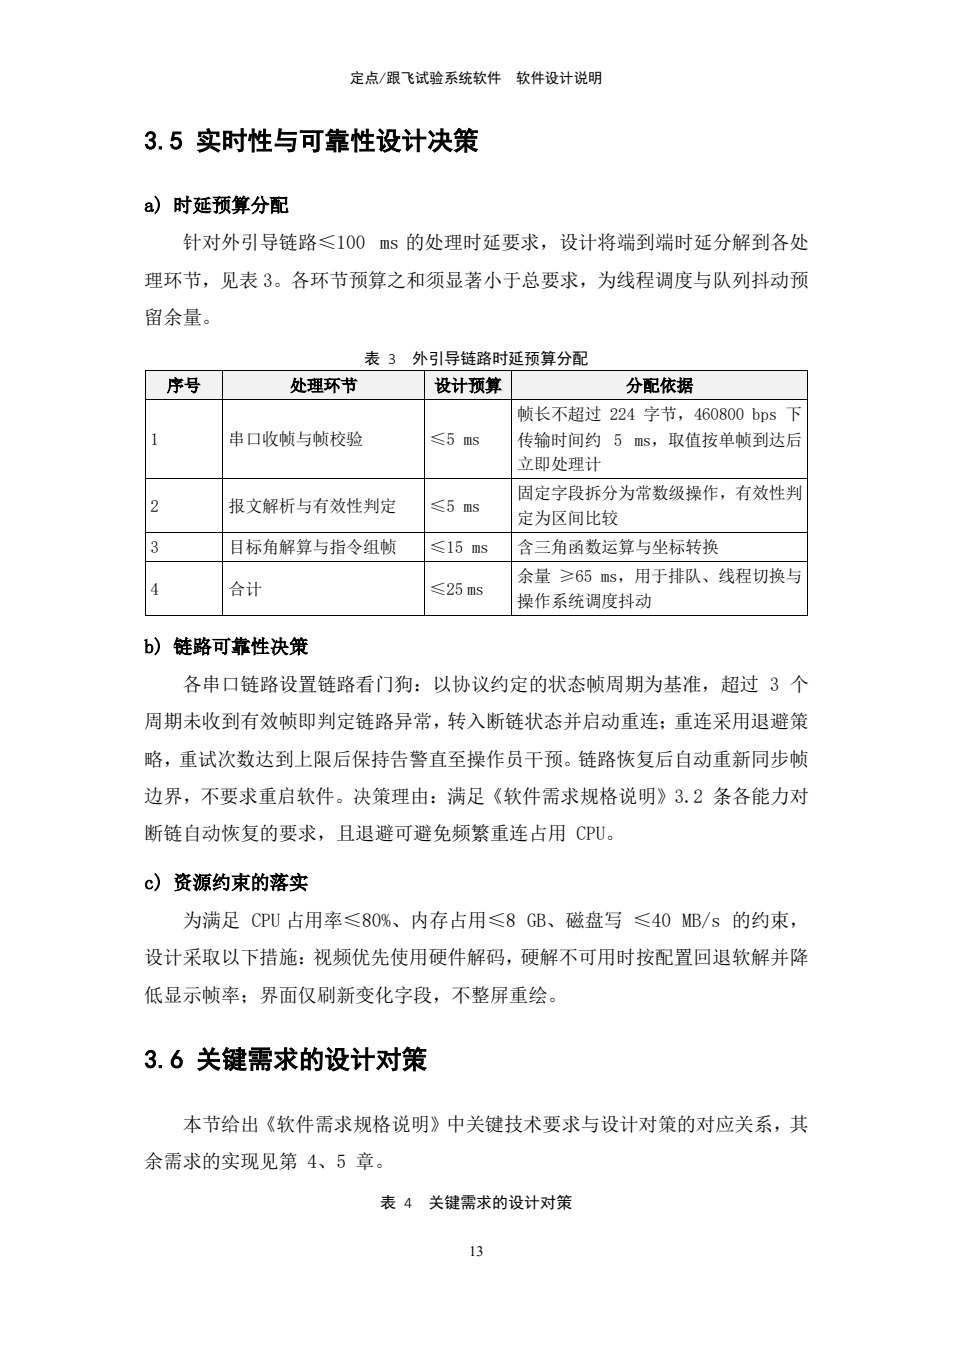 定点/跟飞试验系统软件　软件设计说明
3.5 实时性与可靠性设计决策
a) 时延预算分配
针对外引导链路≤100 ms 的处理时延要求，设计将端到端时延分解到各处
理环节，见表 3。各环节预算之和须显著小于总要求，为线程调度与队列抖动预
留余量。
表 3　外引导链路时延预算分配
序号　处理环节　设计预算　分配依据
1　串口收帧与帧校验　≤5 ms　帧长不超过 224 字节，460800 bps 下
传输时间约 5 ms，取值按单帧到达后
立即处理计
2　报文解析与有效性判定　≤5 ms　固定字段拆分为常数级操作，有效性判
定为区间比较
3　目标角解算与指令组帧　≤15 ms　含三角函数运算与坐标转换
4　合计　≤25 ms　余量 ≥65 ms，用于排队、线程切换与
操作系统调度抖动
b) 链路可靠性决策
各串口链路设置链路看门狗：以协议约定的状态帧周期为基准，超过 3 个
周期未收到有效帧即判定链路异常，转入断链状态并启动重连；重连采用退避策
略，重试次数达到上限后保持告警直至操作员干预。链路恢复后自动重新同步帧
边界，不要求重启软件。决策理由：满足《软件需求规格说明》3.2 条各能力对
断链自动恢复的要求，且退避可避免频繁重连占用 CPU。
c) 资源约束的落实
为满足 CPU 占用率≤80%、内存占用≤8 GB、磁盘写 ≤40 MB/s 的约束，
设计采取以下措施：视频优先使用硬件解码，硬解不可用时按配置回退软解并降
低显示帧率；界面仅刷新变化字段，不整屏重绘。
3.6 关键需求的设计对策
本节给出《软件需求规格说明》中关键技术要求与设计对策的对应关系，其
余需求的实现见第 4、5 章。
表 4　关键需求的设计对策
13